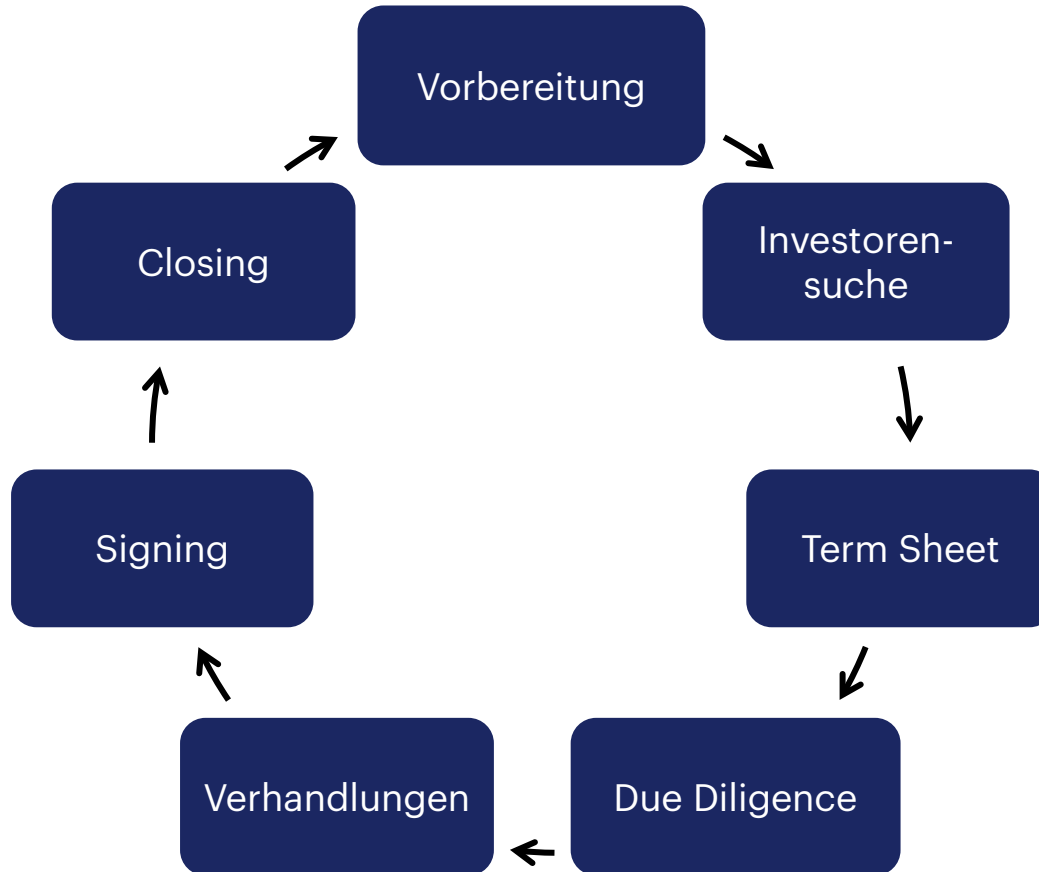 Vorbereitung
Investoren-
suche
Term Sheet
Due Diligence
Verhandlungen
Signing
Closing